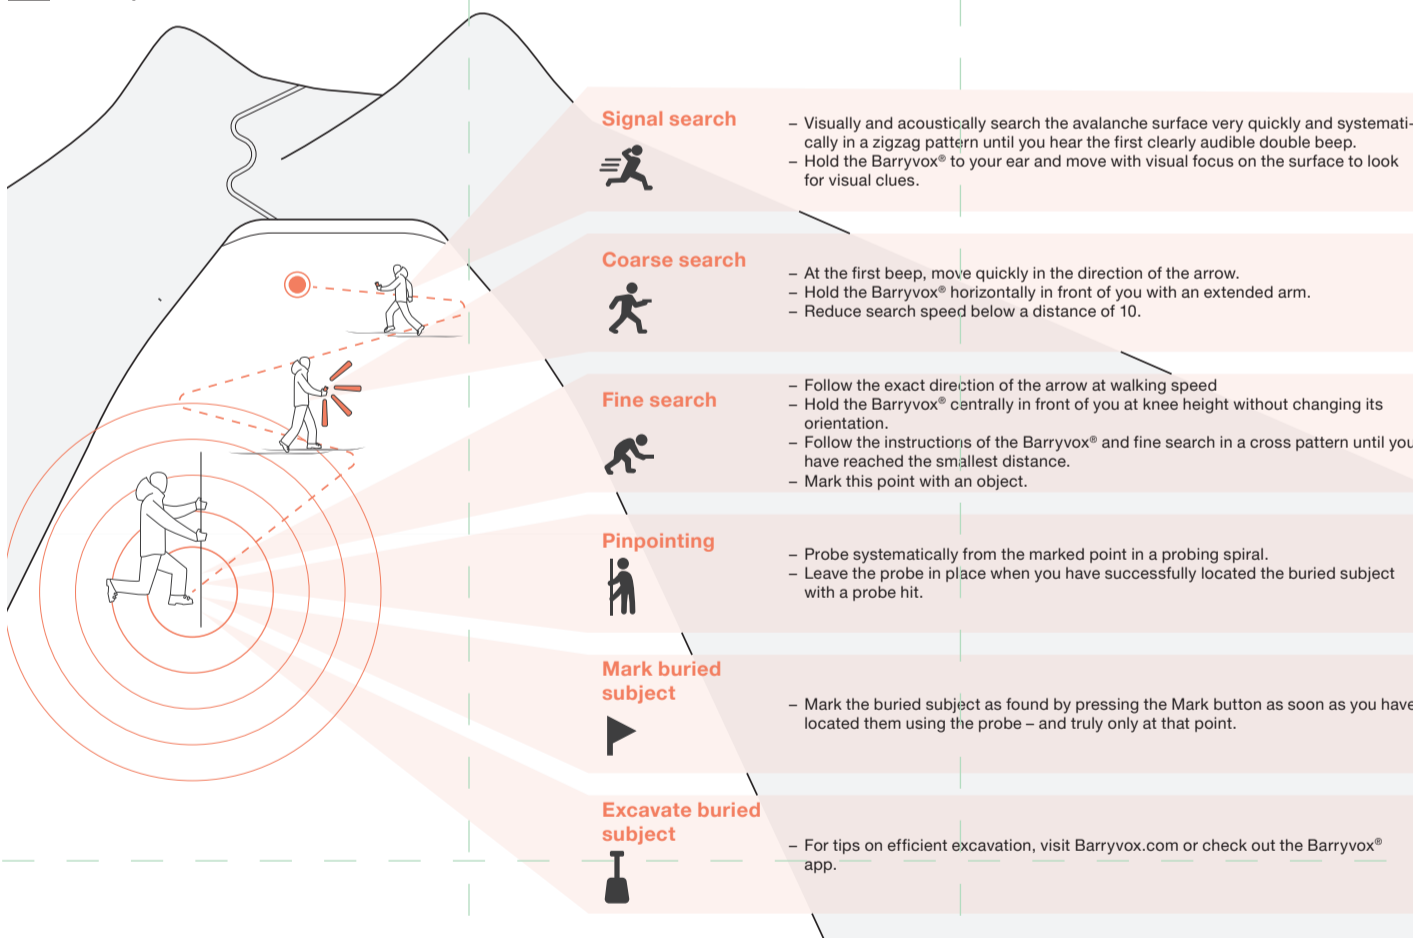 Signal search
– Visually and acoustically search the avalanche surface very quickly and systemati-
cally in a zigzag pattern until you hear the first clearly audible double beep.
– Hold the Barryvox® to your ear and move with visual focus on the surface to look
for visual clues.
Coarse search
– At the first beep, move quickly in the direction of the arrow.
– Hold the Barryvox® horizontally in front of you with an extended arm.
– Reduce search speed below a distance of 10.
Fine search
– Follow the exact direction of the arrow at walking speed
– Hold the Barryvox® centrally in front of you at knee height without changing its
orientation.
– Follow the instructions of the Barryvox® and fine search in a cross pattern until you
have reached the smallest distance.
– Mark this point with an object.
Pinpointing
– Probe systematically from the marked point in a probing spiral.
– Leave the probe in place when you have successfully located the buried subject
with a probe hit.
Mark buried
subject
– Mark the buried subject as found by pressing the Mark button as soon as you have
located them using the probe – and truly only at that point.
Excavate buried
subject
– For tips on efficient excavation, visit Barryvox.com or check out the Barryvox®
app.